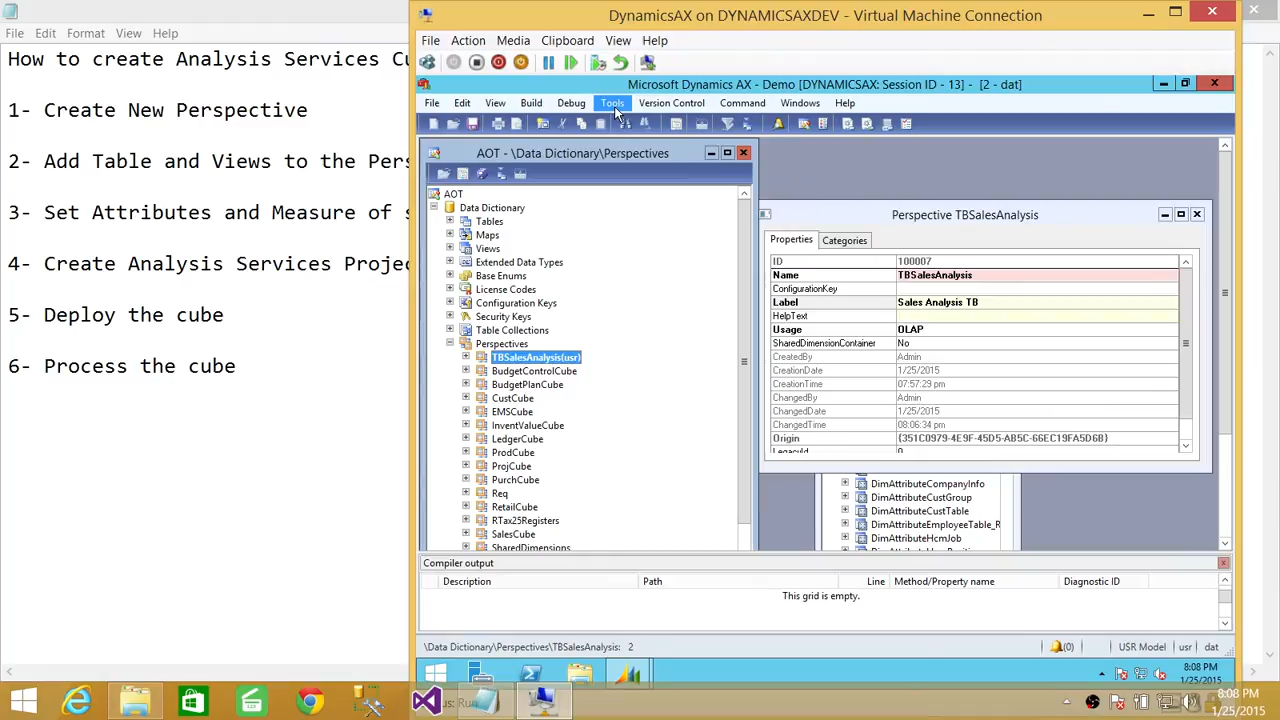 DynamicsAX on DYNAMICSAXDEV - Virtual Machine Connection
File Edit Format View Help
How to create Analysis Services Cu
1- Create New Perspective
2- Add Table and Views to the Pers
3- Set Attributes and Measure of s
4- Create Analysis Services Projec
5- Deploy the cube
6- Process the cube
File Action Media Clipboard View Help
Microsoft Dynamics AX - Demo [DYNAMICSAX: Session ID - 13] - [2 - dat]
File Edit View Build Debug Tools Version Control Command Windows Help
AOT - \Data Dictionary\Perspectives
AOT
Data Dictionary
Tables
Maps
Views
Extended Data Types
Base Enums
License Codes
Configuration Keys
Security Keys
Table Collections
Perspectives
TBSalesAnalysis(usr)
BudgetControlCube
BudgetPlanCube
CustCube
EMSCube
InventValueCube
LedgerCube
ProdCube
ProjCube
PurchCube
Req
RetailCube
RTax25Registers
SalesCube
SharedDimensions
Perspective TBSalesAnalysis
Properties Categories
ID 100007
Name TBSalesAnalysis
ConfigurationKey
Label Sales Analysis TB
HelpText
Usage OLAP
SharedDimensionContainer No
CreatedBy Admin
CreationDate 1/25/2015
CreationTime 07:57:29 pm
ChangedBy Admin
ChangedDate 1/25/2015
ChangedTime 08:06:34 pm
Origin {351C0979-4E9F-45D5-AB5C-66EC19FA5D6B}
LegacyId 0
DimAttributeCompanyInfo
DimAttributeCustGroup
DimAttributeCustTable
DimAttributeEmployeeTable_R
DimAttributeHcmJob
Compiler output
Description Path Line Method/Property name Diagnostic ID
This grid is empty.
\Data Dictionary\Perspectives\TBSalesAnalysis: 2
(0) USR Model usr dat
8:08 PM
1/25/2015
us: Ru
8:08 PM
1/25/2015